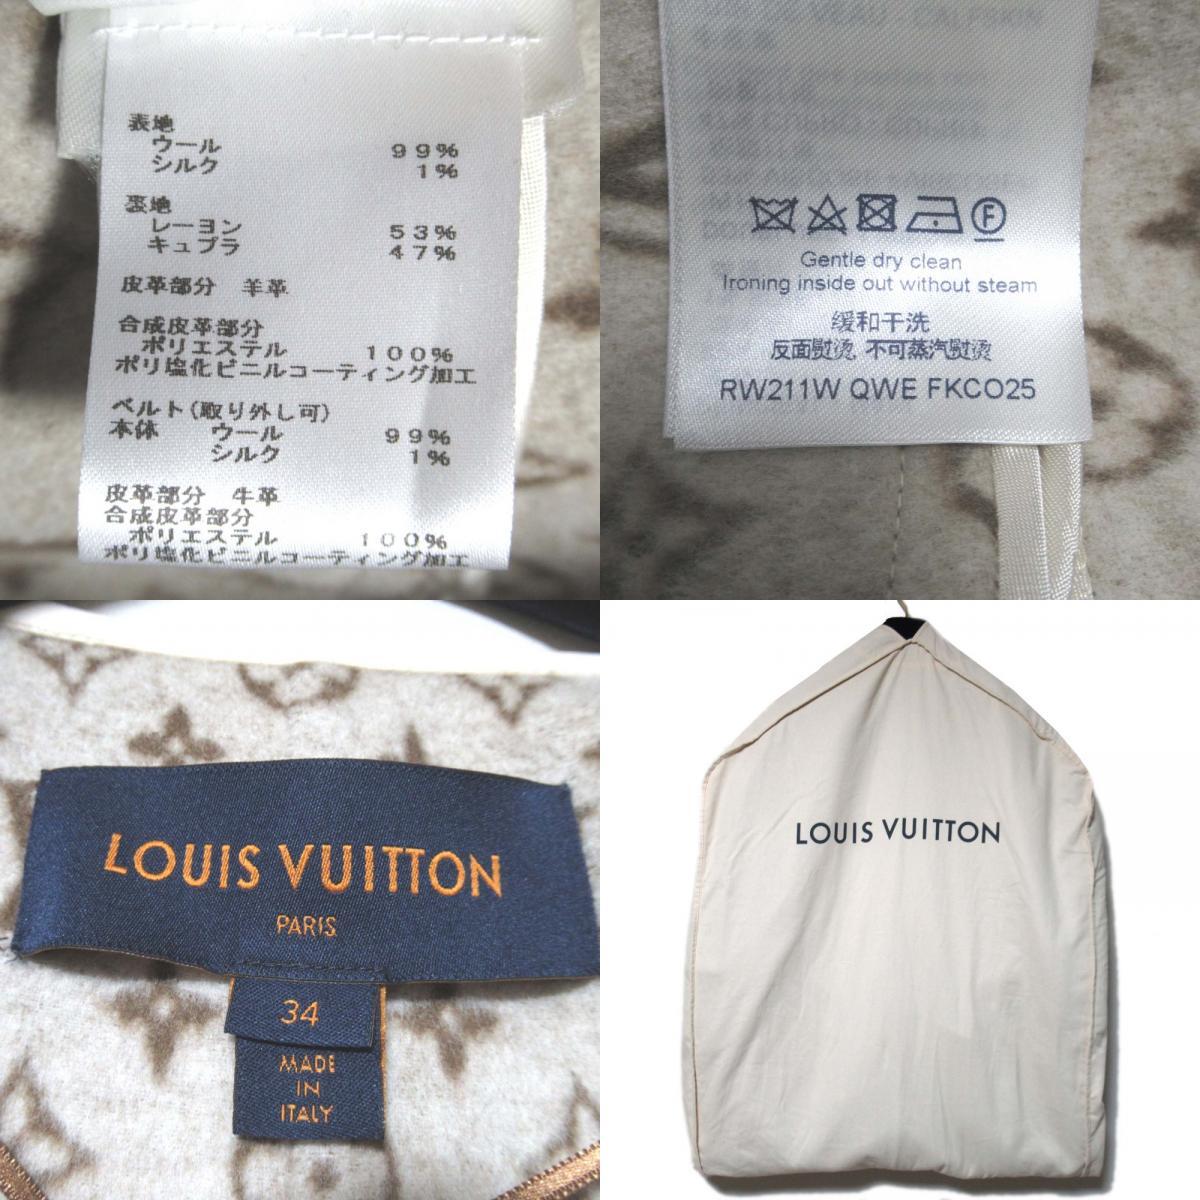 表地
ウール 99%
シルク 1%
裏地
レーヨン 53%
キュプラ 47%
皮革部分 羊革
合成皮革部分
ポリエステル 100%
ポリ塩化ビニルコーティング加工
ベルト(取り外し可)
本体 ウール 99%
シルク 1%
皮革部分 牛革
合成皮革部分
ポリエステル 100%
ポリ塩化ビニルコーティング加工
VEAU CALFSKIN
F
Gentle dry clean
Ironing inside out without steam
缓和干洗
反面熨烫 不可蒸汽熨烫
RW211W QWE FKCO25
LOUIS VUITTON
PARIS
34
MADE
IN
ITALY
LOUIS VUITTON